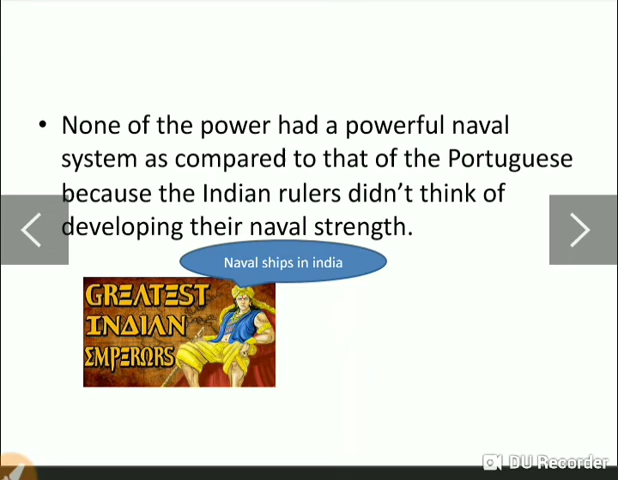 • None of the power had a powerful naval
system as compared to that of the Portuguese
because the Indian rulers didn’t think of
developing their naval strength.
Naval ships in india
GREATEST
INDIAN
EMPERORS
DU Recorder